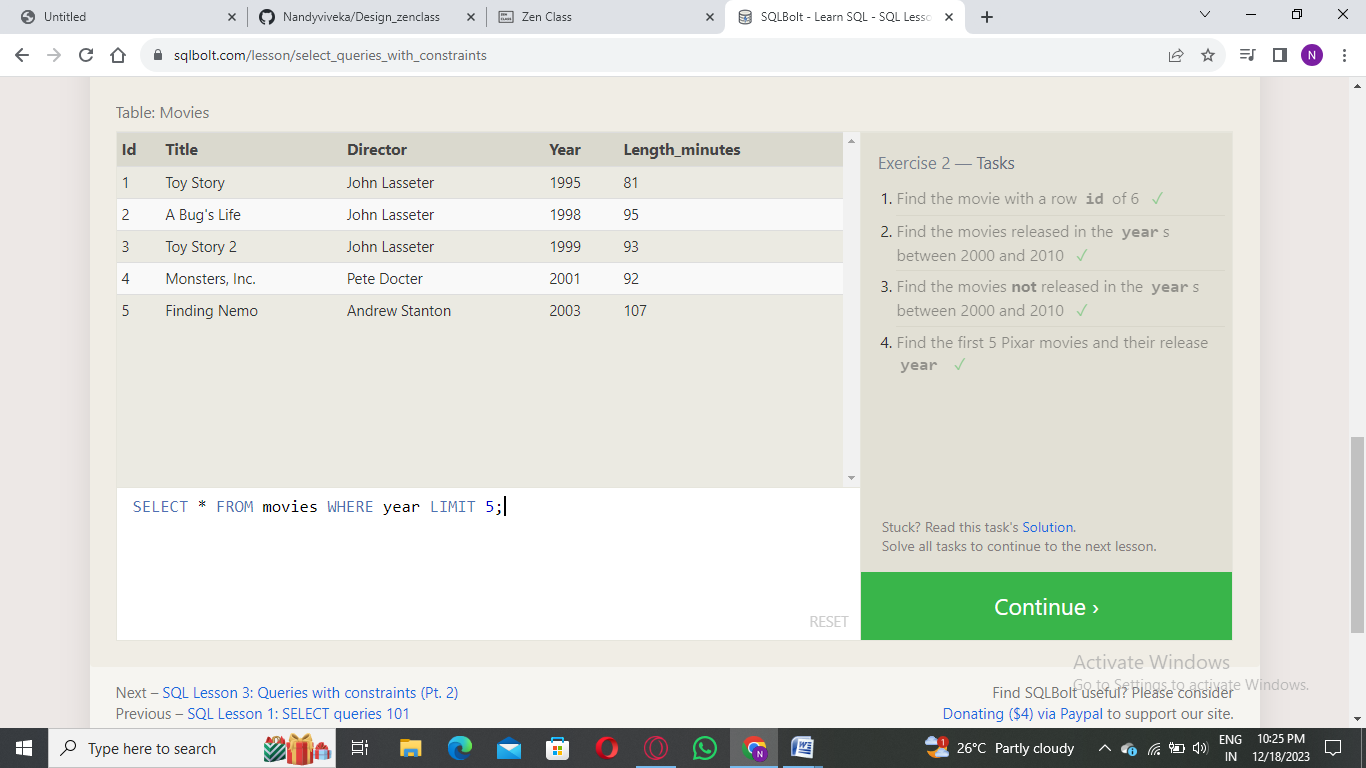 Untitled
Nandyviveka/Design_zenclass
Zen Class
SQLBolt - Learn SQL - SQL Lesso
sqlbolt.com/lesson/select_queries_with_constraints
N
Table: Movies
Id Title Director Year Length_minutes
1 Toy Story John Lasseter 1995 81
2 A Bug's Life John Lasseter 1998 95
3 Toy Story 2 John Lasseter 1999 93
4 Monsters, Inc. Pete Docter 2001 92
5 Finding Nemo Andrew Stanton 2003 107
SELECT * FROM movies WHERE year LIMIT 5;
RESET
Exercise 2 — Tasks
1. Find the movie with a row id of 6 ✓
2. Find the movies released in the year s
between 2000 and 2010 ✓
3. Find the movies not released in the year s
between 2000 and 2010 ✓
4. Find the first 5 Pixar movies and their release
year ✓
Stuck? Read this task's Solution.
Solve all tasks to continue to the next lesson.
Continue ›
Next – SQL Lesson 3: Queries with constraints (Pt. 2)
Previous – SQL Lesson 1: SELECT queries 101
Find SQLBolt useful? Please consider
Donating ($4) via Paypal to support our site.
Activate Windows
Go to Settings to activate Windows.
Type here to search
1
26°C Partly cloudy
ENG
IN
10:25 PM
12/18/2023